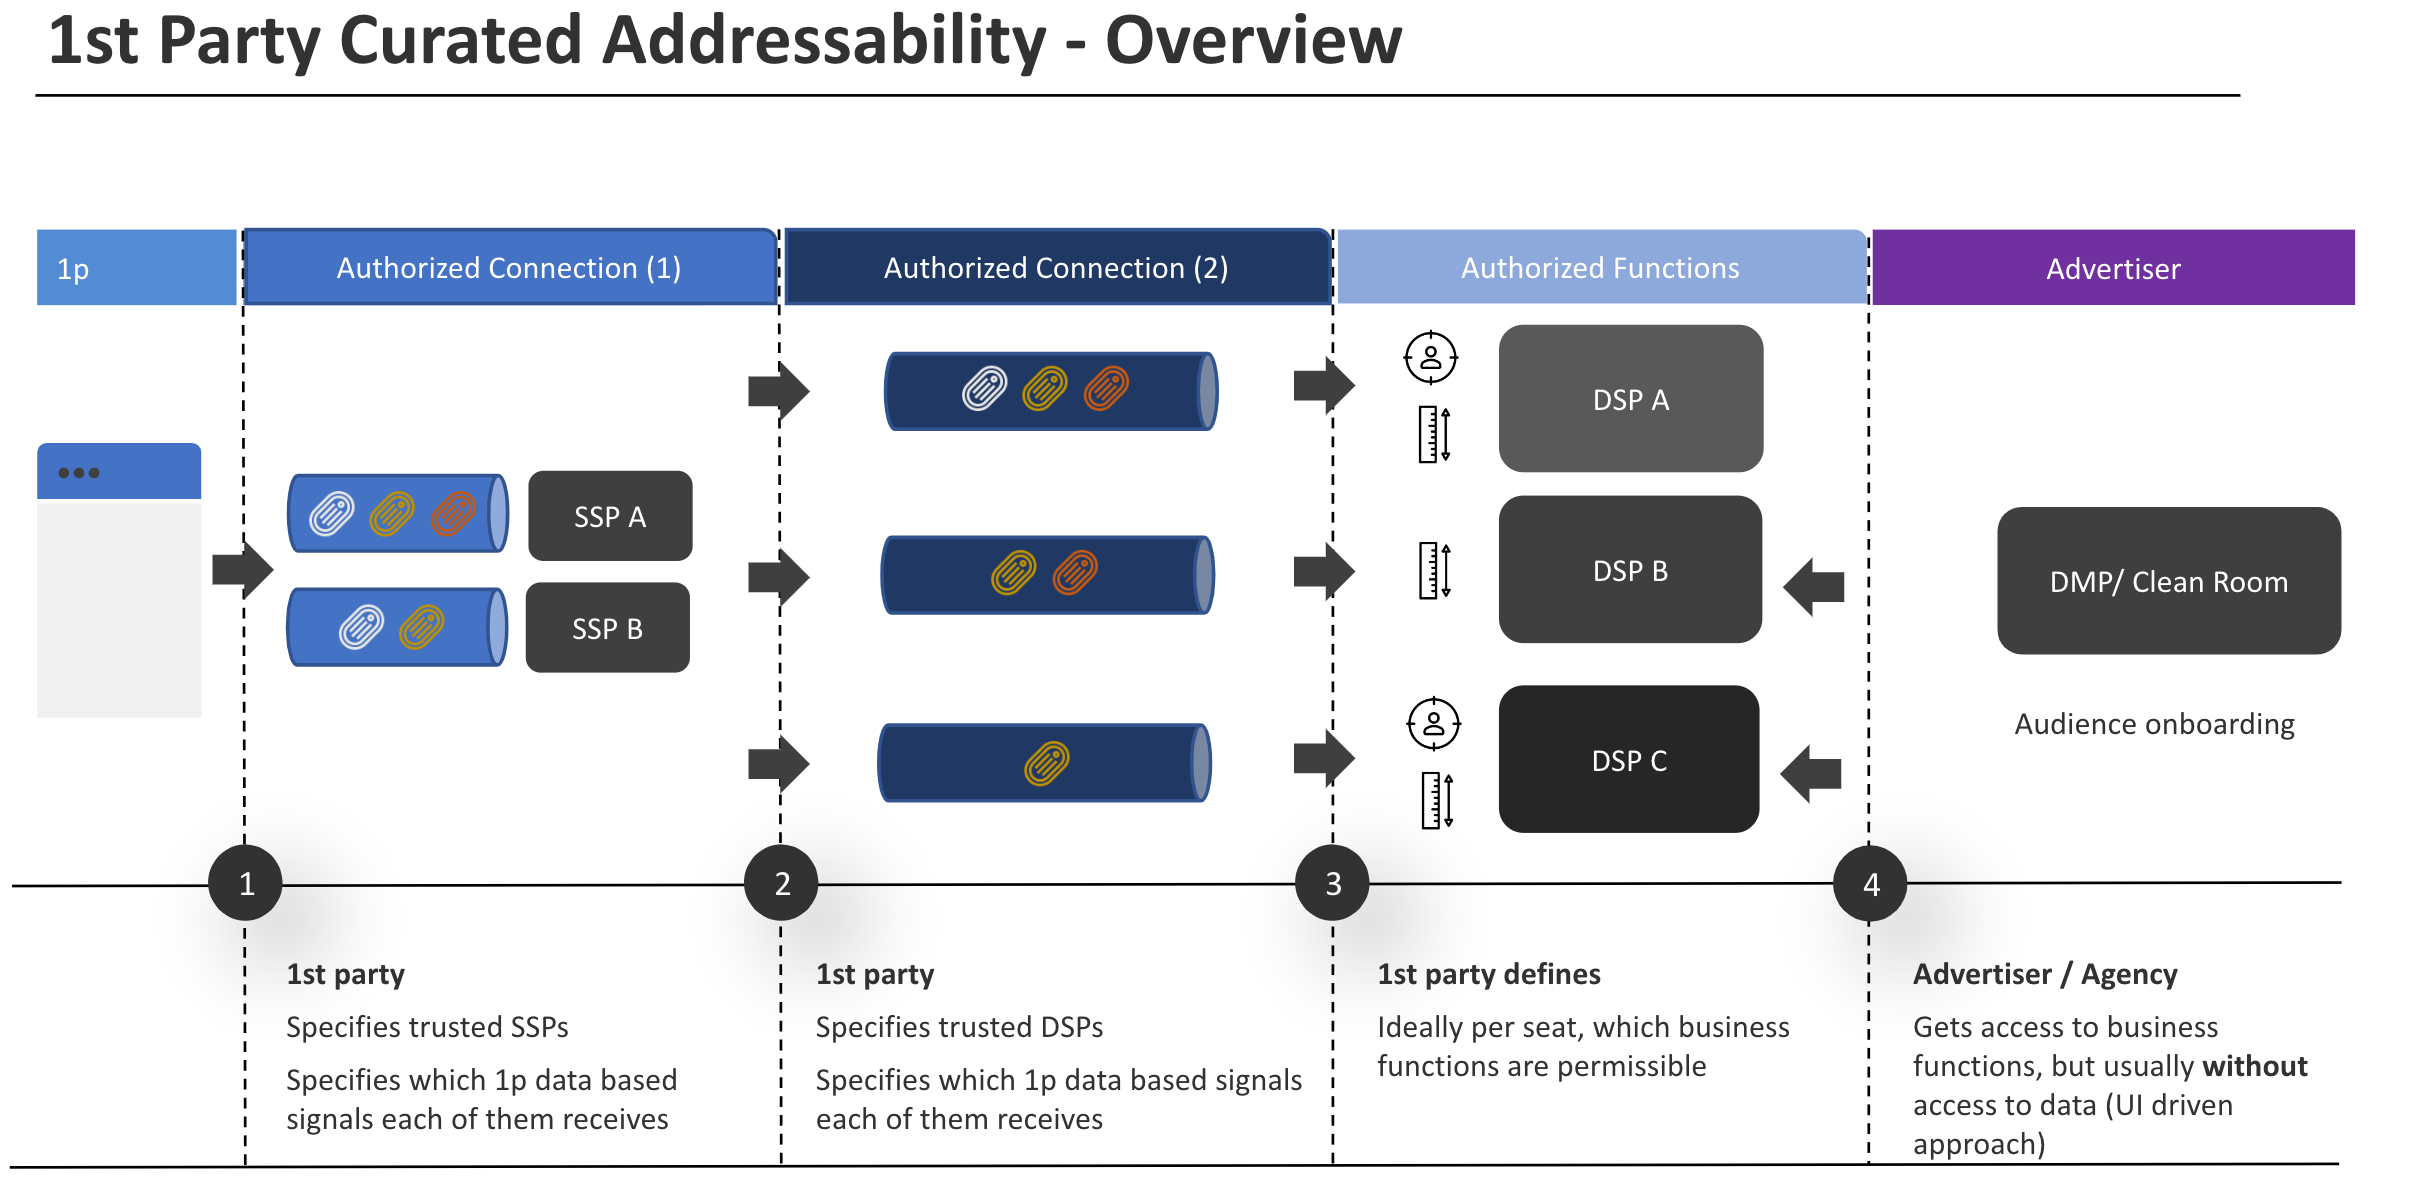 1st Party Curated Addressability - Overview
1p
Authorized Connection (1)
Authorized Connection (2)
Authorized Functions
Advertiser
SSP A
SSP B
DSP A
DSP B
DSP C
DMP/ Clean Room
Audience onboarding
1
2
3
4
1st party
Specifies trusted SSPs
Specifies which 1p data based
signals each of them receives
1st party
Specifies trusted DSPs
Specifies which 1p data based signals
each of them receives
1st party defines
Ideally per seat, which business
functions are permissible
Advertiser / Agency
Gets access to business
functions, but usually without
access to data (UI driven
approach)